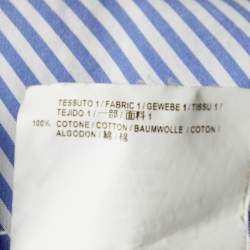 TESSUTO 1 / FABRIC 1 / GEWEBE 1 / TISSU 1 /
TEJIDO 1 / 一部 / 面料 1
100% COTONE / COTTON / BAUMWOLLE / COTON /
ALGODON / 綿 / 棉